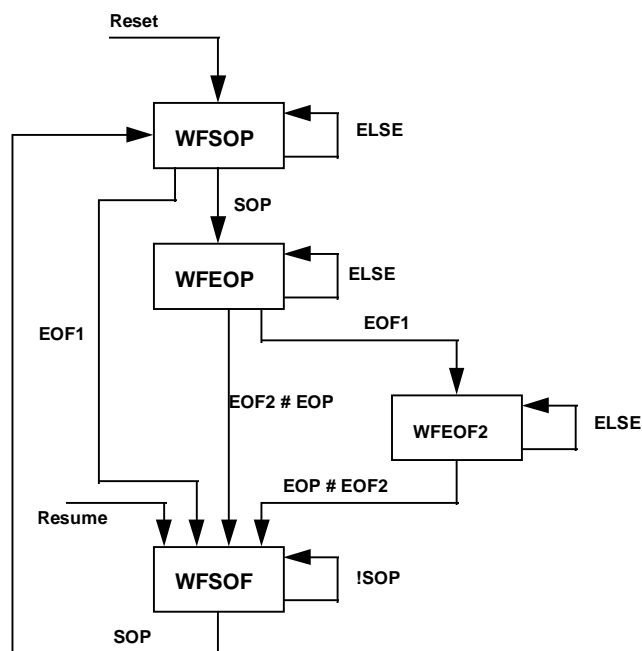 Reset
WFSOP
ELSE
SOP
WFEOP
ELSE
EOF1
EOF1
EOF2 # EOP
WFEOF2
ELSE
EOP # EOF2
Resume
WFSOF
!SOP
SOP